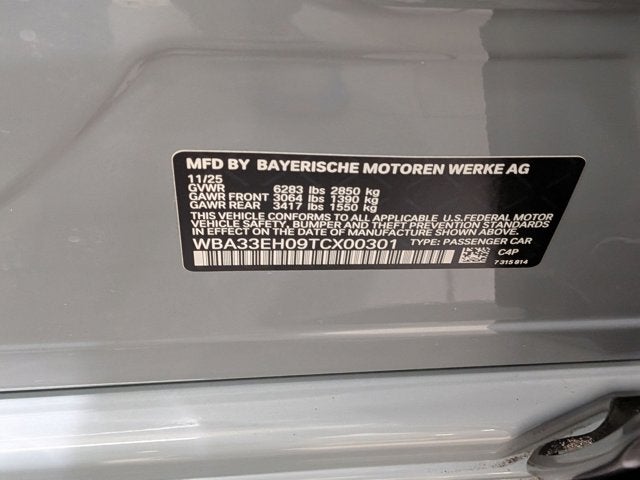 MFD BY BAYERISCHE MOTOREN WERKE AG
11/25
GVWR 6283 lbs 2850 kg
GAWR FRONT 3064 lbs 1390 kg
GAWR REAR 3417 lbs 1550 kg
THIS VEHICLE CONFORMS TO ALL APPLICABLE U.S.FEDERAL MOTOR
VEHICLE SAFETY, BUMPER, AND THEFT PREVENTION STANDARDS
IN EFFECT ON THE DATE OF MANUFACTURE SHOWN ABOVE.
WBA33EH09TCX00301 TYPE: PASSENGER CAR
C4P
7 315 614